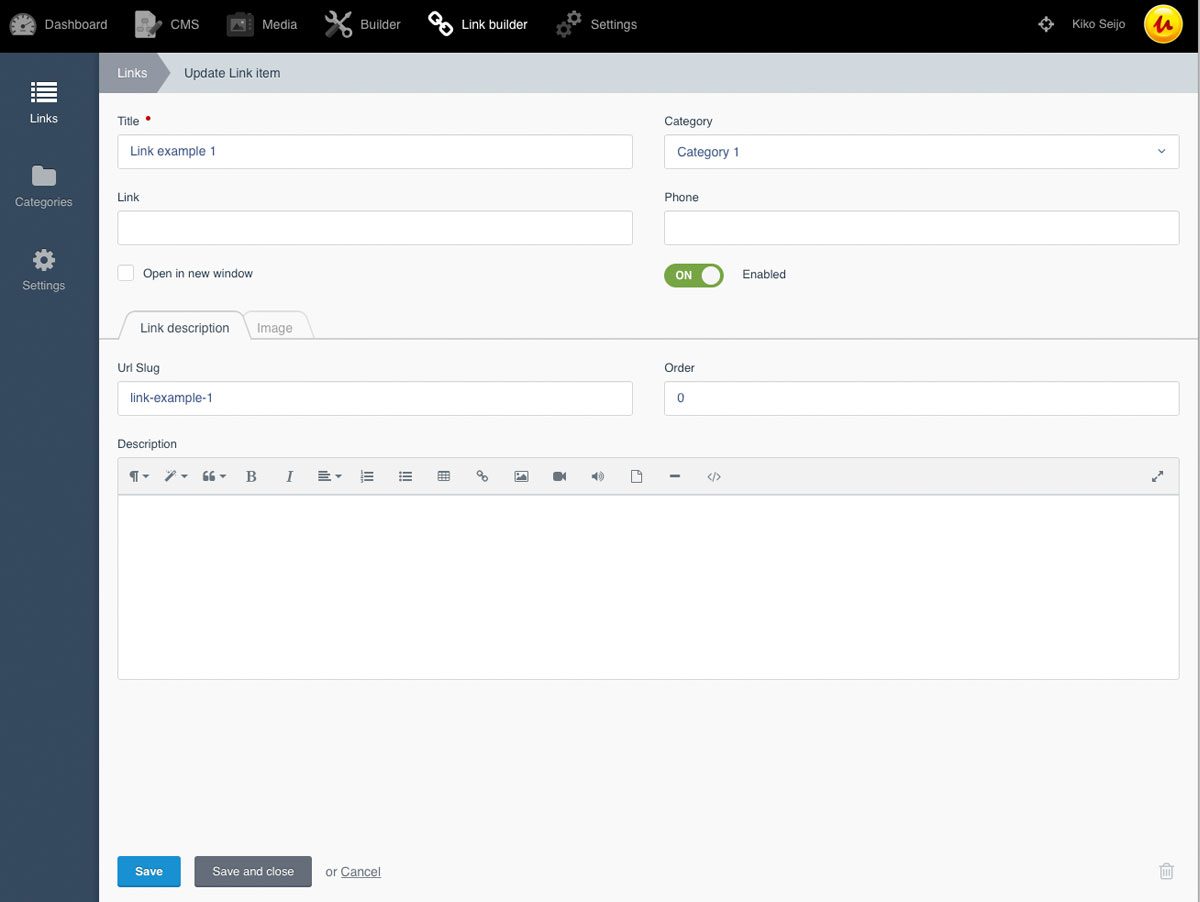 Dashboard CMS Media Builder Link builder Settings Kiko Seijo
Links Update Link item
Links
Categories
Settings
Title Category
Link example 1 Category 1
Link Phone
Open in new window ON Enabled
Link description Image
Url Slug Order
link-example-1 0
Description
B I
Save Save and close or Cancel